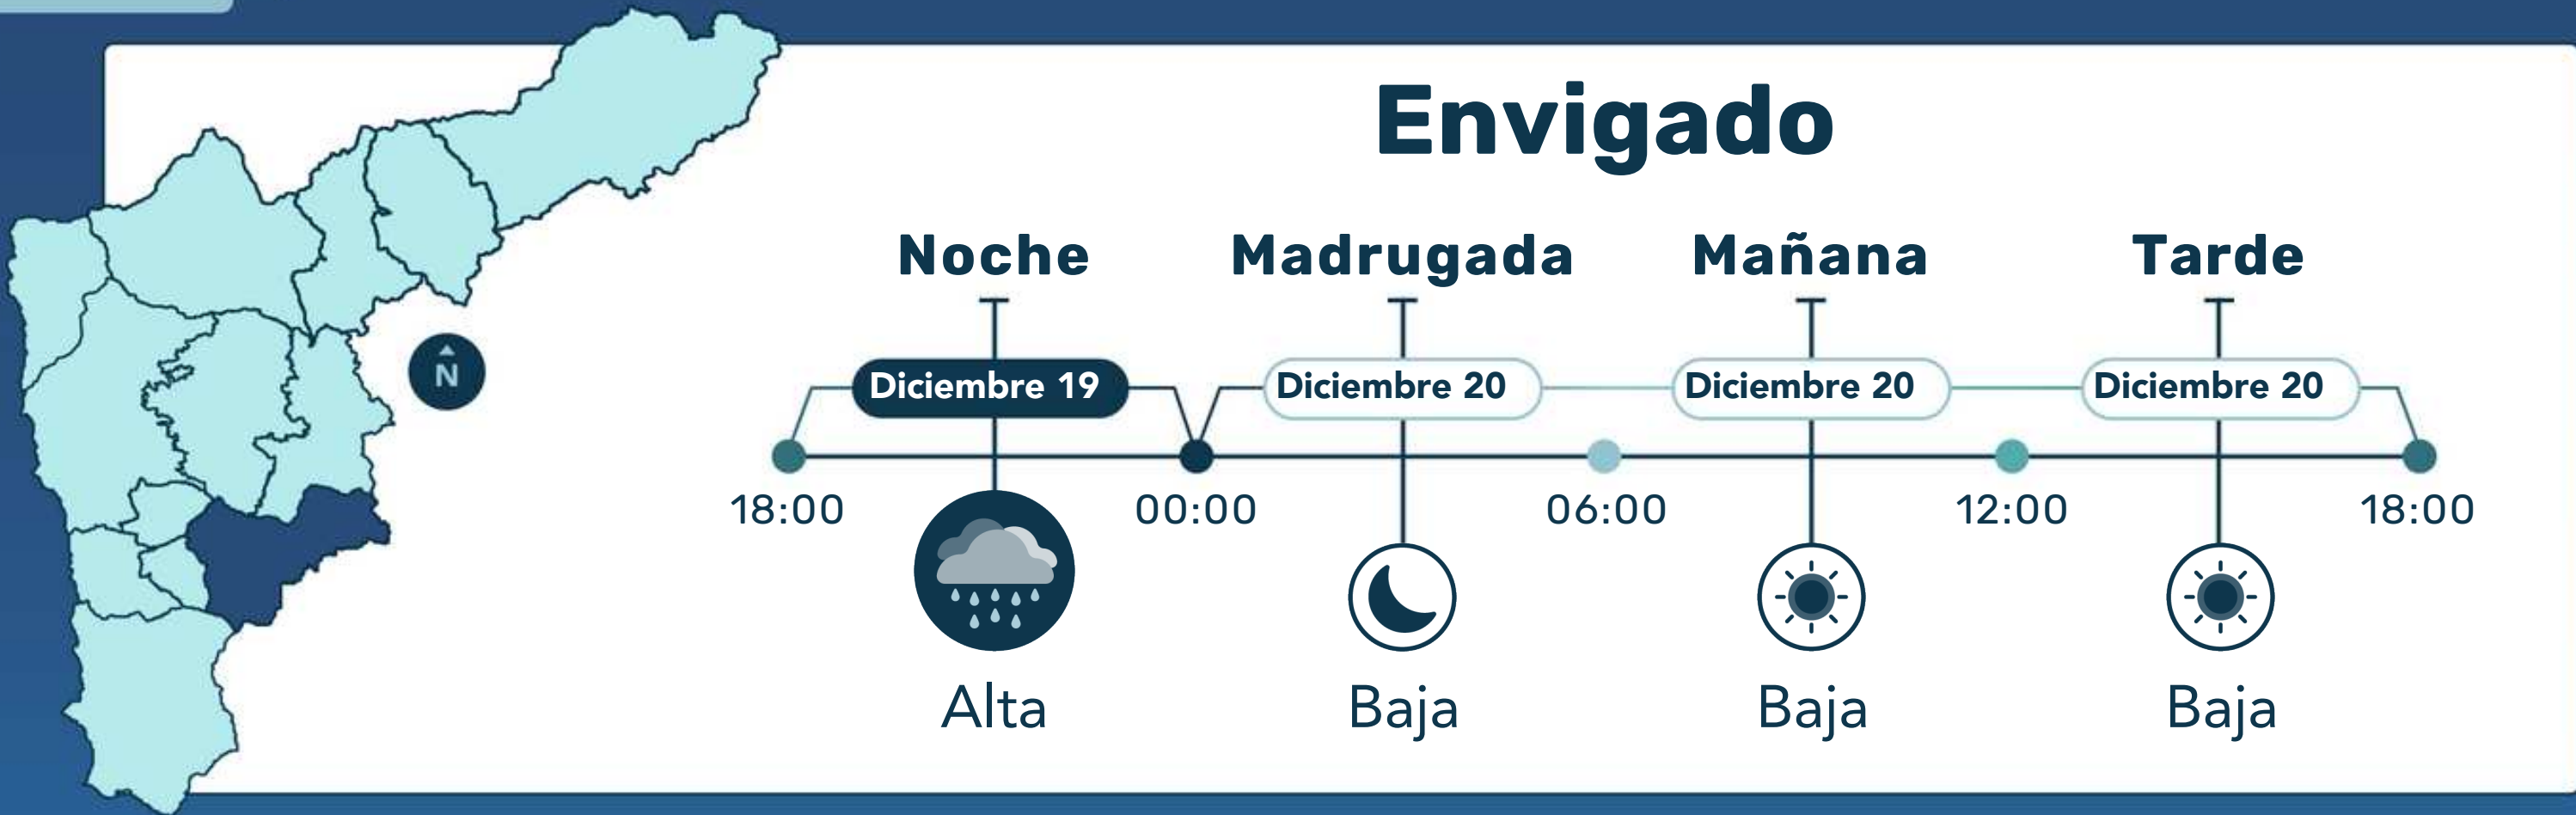 Envigado
Noche Madrugada Mañana Tarde
Diciembre 19 Diciembre 20 Diciembre 20 Diciembre 20
N
18:00 00:00 06:00 12:00 18:00
Alta Baja Baja Baja